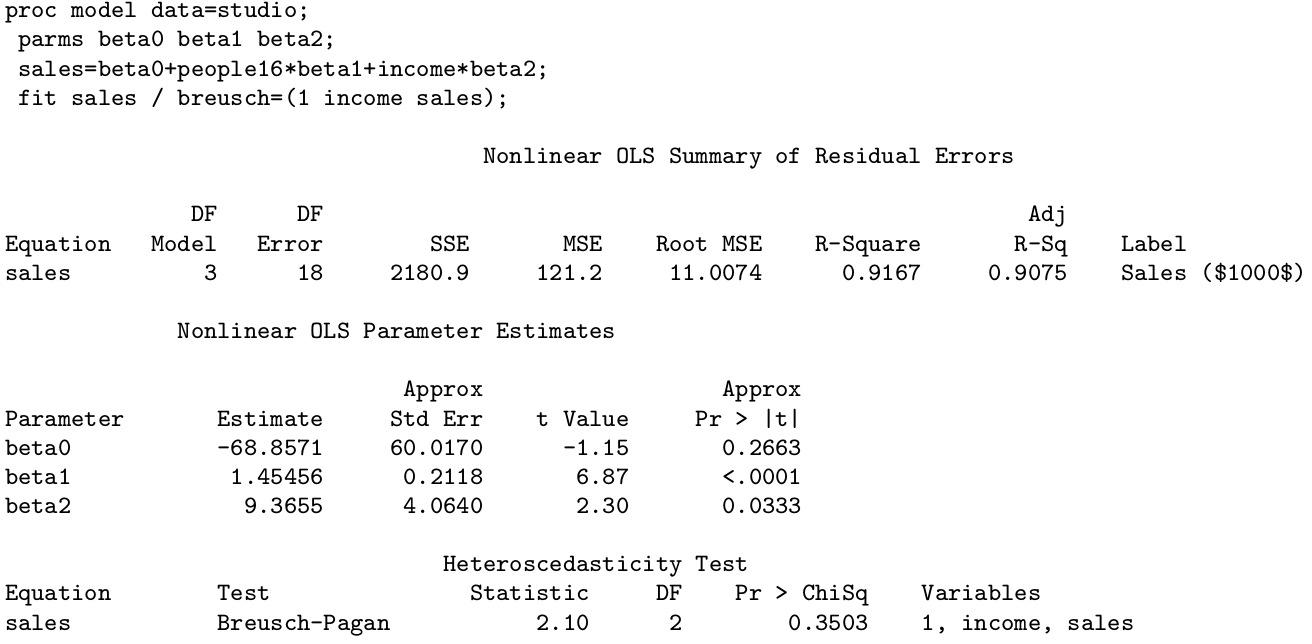 proc model data=studio;
parms beta0 beta1 beta2;
sales=beta0+people16*beta1+income*beta2;
fit sales / breusch=(1 income sales);
Nonlinear OLS Summary of Residual Errors
DF DF Adj
Equation Model Error SSE MSE Root MSE R-Square R-Sq Label
sales 3 18 2180.9 121.2 11.0074 0.9167 0.9075 Sales ($1000$)
Nonlinear OLS Parameter Estimates
Approx Approx
Parameter Estimate Std Err t Value Pr > |t|
beta0 -68.8571 60.0170 -1.15 0.2663
beta1 1.45456 0.2118 6.87 <.0001
beta2 9.3655 4.0640 2.30 0.0333
Heteroscedasticity Test
Equation Test Statistic DF Pr > ChiSq Variables
sales Breusch-Pagan 2.10 2 0.3503 1, income, sales